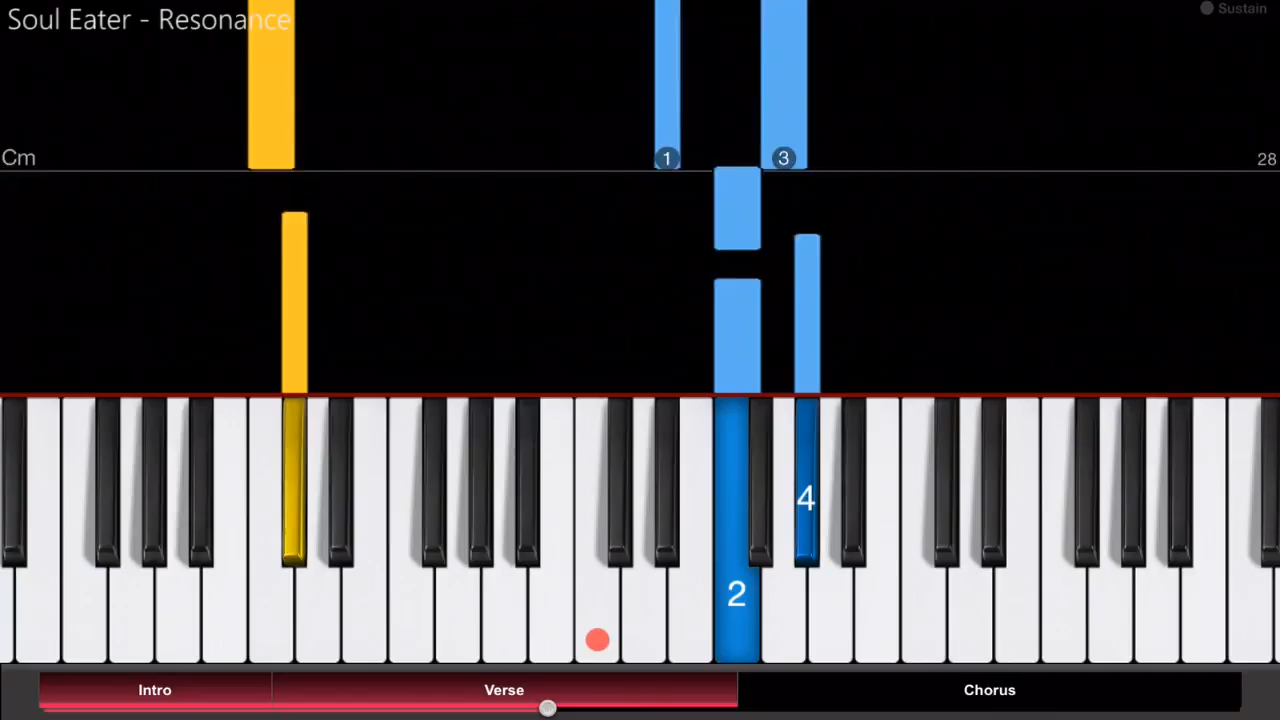 Soul Eater - Resonance
Sustain
Cm
1
3
28
4
2
Intro
Verse
Chorus